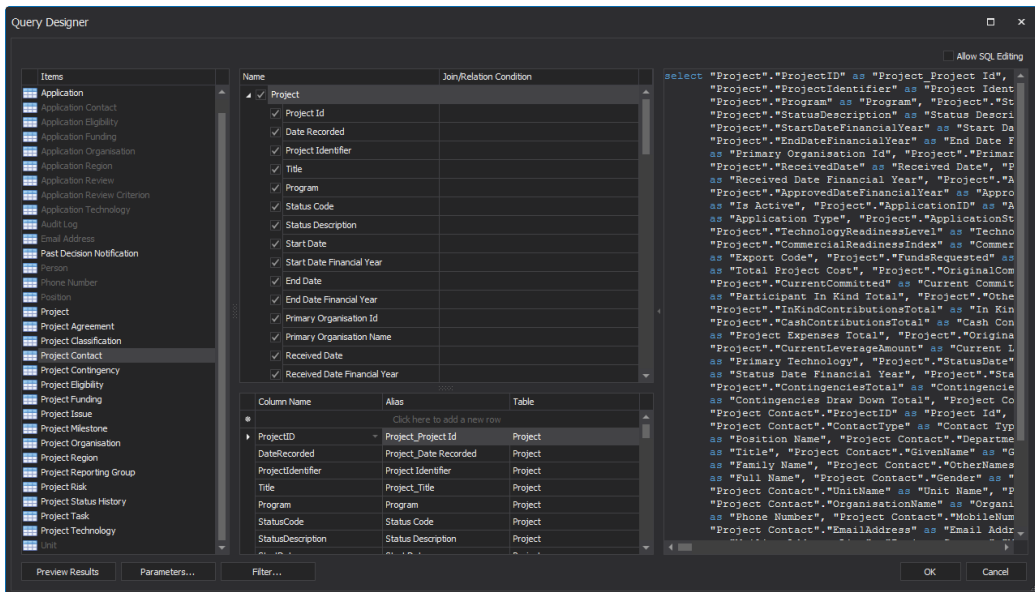 Query Designer
Allow SQL Editing
Items
Application
Application Contact
Application Eligibility
Application Funding
Application Organisation
Application Region
Application Review
Application Review Criterion
Application Technology
Audit Log
Email Address
Past Decision Notification
Person
Phone Number
Position
Project
Project Agreement
Project Classification
Project Contact
Project Contingency
Project Eligibility
Project Funding
Project Issue
Project Milestone
Project Organisation
Project Region
Project Reporting Group
Project Risk
Project Status History
Project Task
Project Technology
Unit
Name Join/Relation Condition
Project
Project Id
Date Recorded
Project Identifier
Title
Program
Status Code
Status Description
Start Date
Start Date Financial Year
End Date
End Date Financial Year
Primary Organisation Id
Primary Organisation Name
Received Date
Received Date Financial Year
Column Name Alias Table
Click here to add a new row
ProjectID Project_Project Id Project
DateRecorded Project_Date Recorded Project
ProjectIdentifier Project Identifier Project
Title Project_Title Project
Program Program Project
StatusCode Status Code Project
StatusDescription Status Description Project
select "Project"."ProjectID" as "Project_Project Id",
"Project"."ProjectIdentifier" as "Project Ident
"Project"."Program" as "Program", "Project"."St
"Project"."StatusDescription" as "Status Descri
"Project"."StartDateFinancialYear" as "Start Da
"Project"."EndDateFinancialYear" as "End Date F
as "Primary Organisation Id", "Project"."Primar
"Project"."ReceivedDate" as "Received Date", "P
as "Received Date Financial Year", "Project"."A
"Project"."ApprovedDateFinancialYear" as "Appro
as "Is Active", "Project"."ApplicationID" as "A
as "Application Type", "Project"."ApplicationSt
"Project"."TechnologyReadinessLevel" as "Techno
"Project"."CommercialReadinessIndex" as "Commer
as "Export Code", "Project"."FundsRequested" as
as "Total Project Cost", "Project"."OriginalCom
"Project"."CurrentCommitted" as "Current Commit
as "Participant In Kind Total", "Project"."Othe
"Project"."InKindContributionsTotal" as "In Kin
"Project"."CashContributionsTotal" as "Cash Con
as "Project Expenses Total", "Project"."Origina
"Project"."CurrentLeverageAmount" as "Current L
as "Primary Technology", "Project"."StatusDate"
as "Status Date Financial Year", "Project"."Sta
"Project"."ContingenciesTotal" as "Contingencie
as "Contingencies Draw Down Total", "Project Co
"Project Contact"."ProjectID" as "Project Id",
"Project Contact"."ContactType" as "Contact Typ
as "Position Name", "Project Contact"."Departme
as "Title", "Project Contact"."GivenName" as "G
as "Family Name", "Project Contact"."OtherNames
as "Full Name", "Project Contact"."Gender" as "
"Project Contact"."UnitName" as "Unit Name", "P
"Project Contact"."OrganisationName" as "Organi
as "Phone Number", "Project Contact"."MobileNum
"Project Contact"."EmailAddress" as "Email Addr
Preview Results Parameters... Filter... OK Cancel